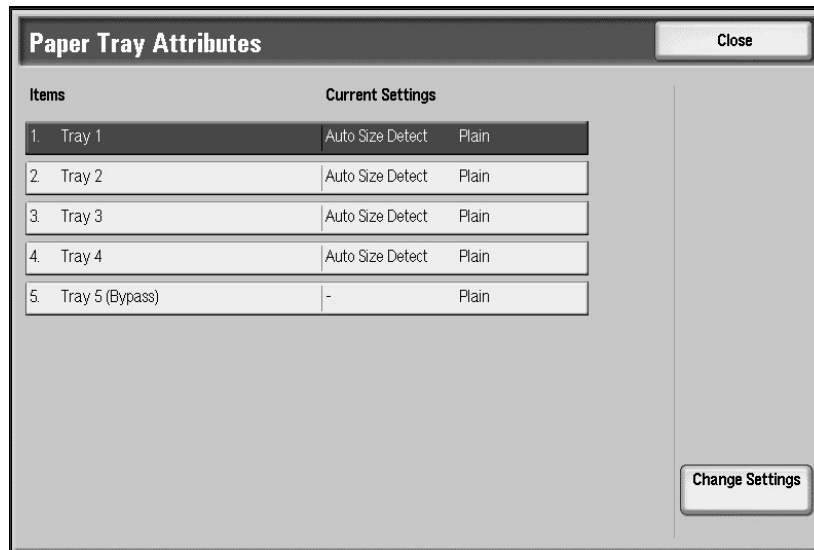 Paper Tray Attributes Close
Items Current Settings
1. Tray 1 Auto Size Detect Plain
2. Tray 2 Auto Size Detect Plain
3. Tray 3 Auto Size Detect Plain
4. Tray 4 Auto Size Detect Plain
5. Tray 5 (Bypass) - Plain
Change Settings